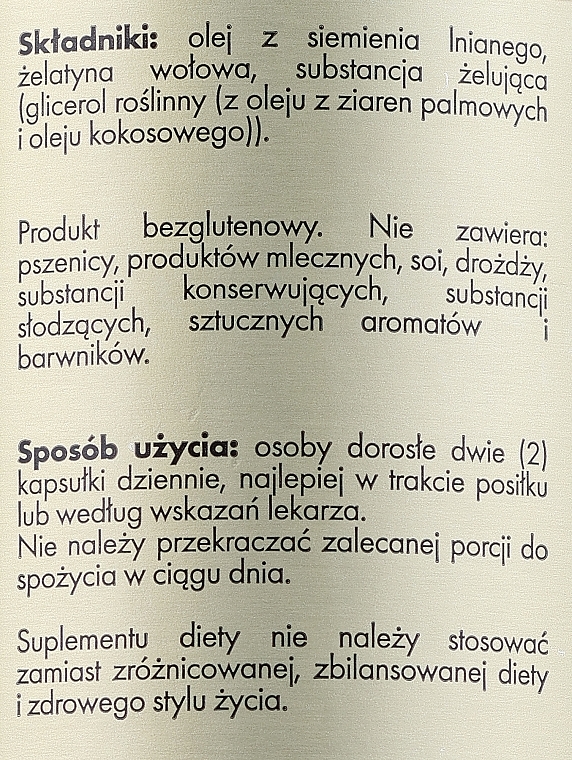 Składniki: olej z siemienia lnianego,
żelatyna wołowa, substancja żelująca
(glicerol roślinny (z oleju z ziaren palmowych
i oleju kokosowego)).
Produkt bezglutenowy. Nie zawiera:
pszenicy, produktów mlecznych, soi, drożdży,
substancji konserwujących, substancji
słodzących, sztucznych aromatów i
barwników.
Sposób użycia: osoby dorosłe dwie (2)
kapsułki dziennie, najlepiej w trakcie posiłku
lub według wskazań lekarza.
Nie należy przekraczać zalecanej porcji do
spożycia w ciągu dnia.
Suplementu diety nie należy stosować
zamiast zróżnicowanej, zbilansowanej diety
i zdrowego stylu życia.